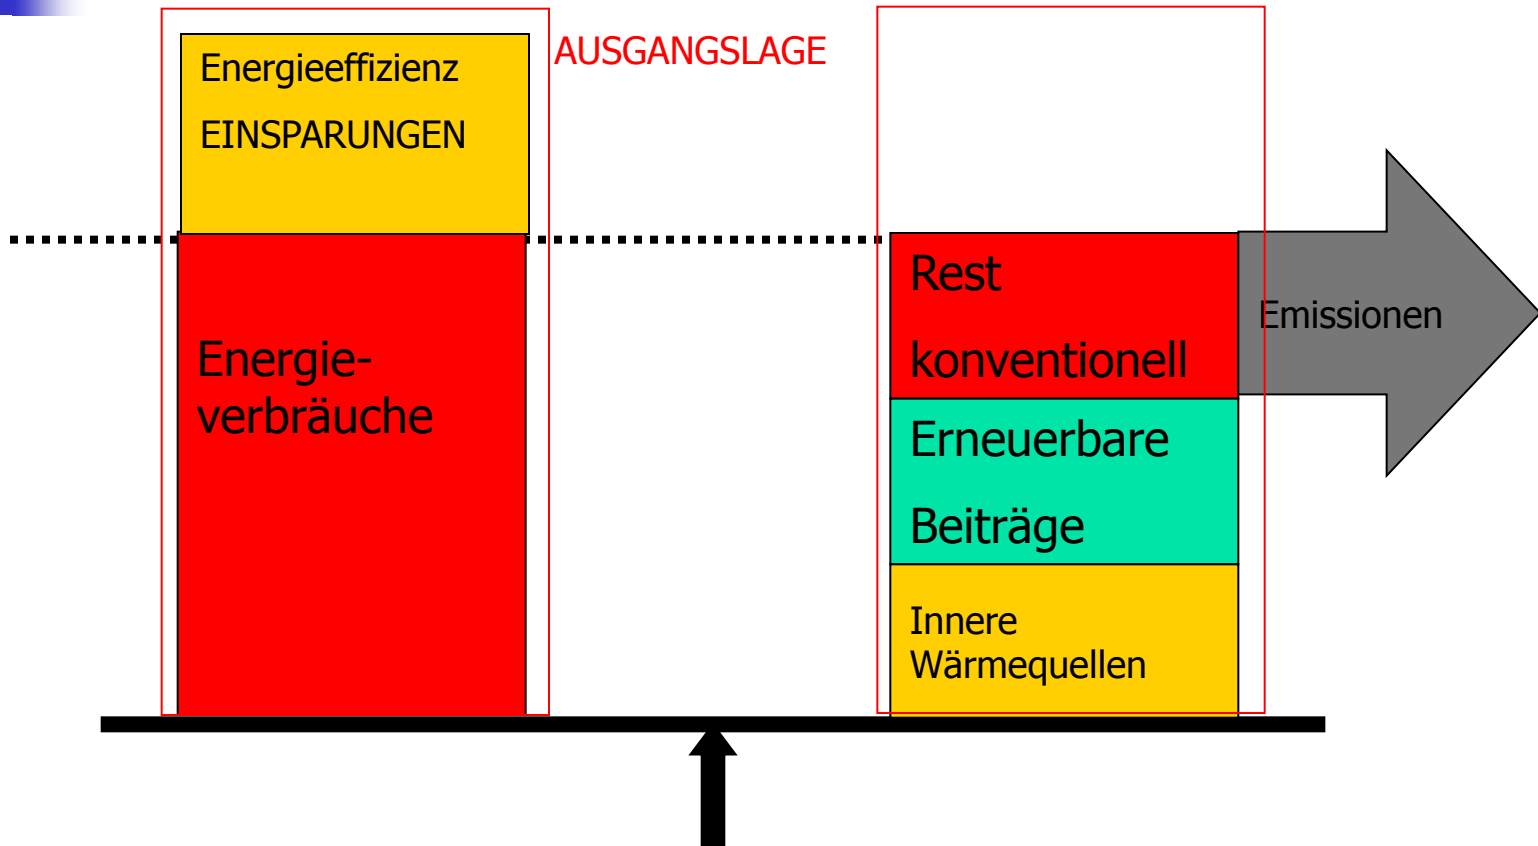 Energieeffizienz
EINSPARUNGEN
AUSGANGSLAGE
Energie-
verbräuche
Rest
konventionell
Emissionen
Erneuerbare
Beiträge
Innere
Wärmequellen